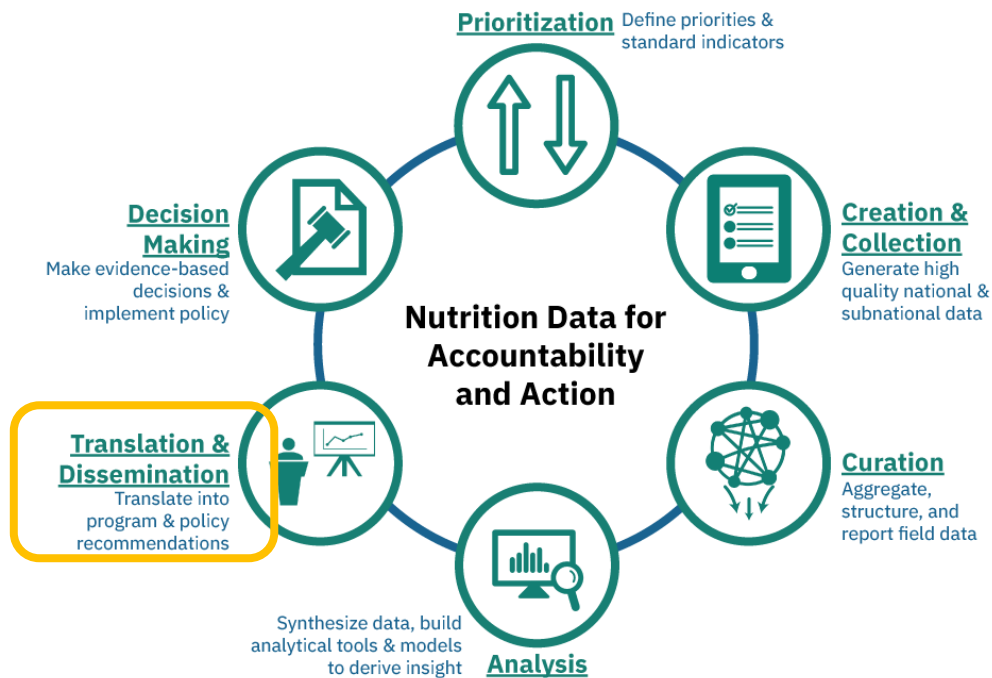 Prioritization
Define priorities &
standard indicators
Creation &
Collection
Generate high
quality national &
subnational data
Curation
Aggregate,
structure, and
report field data
Analysis
Synthesize data, build
analytical tools & models
to derive insight
Translation &
Dissemination
Translate into
program & policy
recommendations
Decision
Making
Make evidence-based
decisions &
implement policy
Nutrition Data for
Accountability
and Action